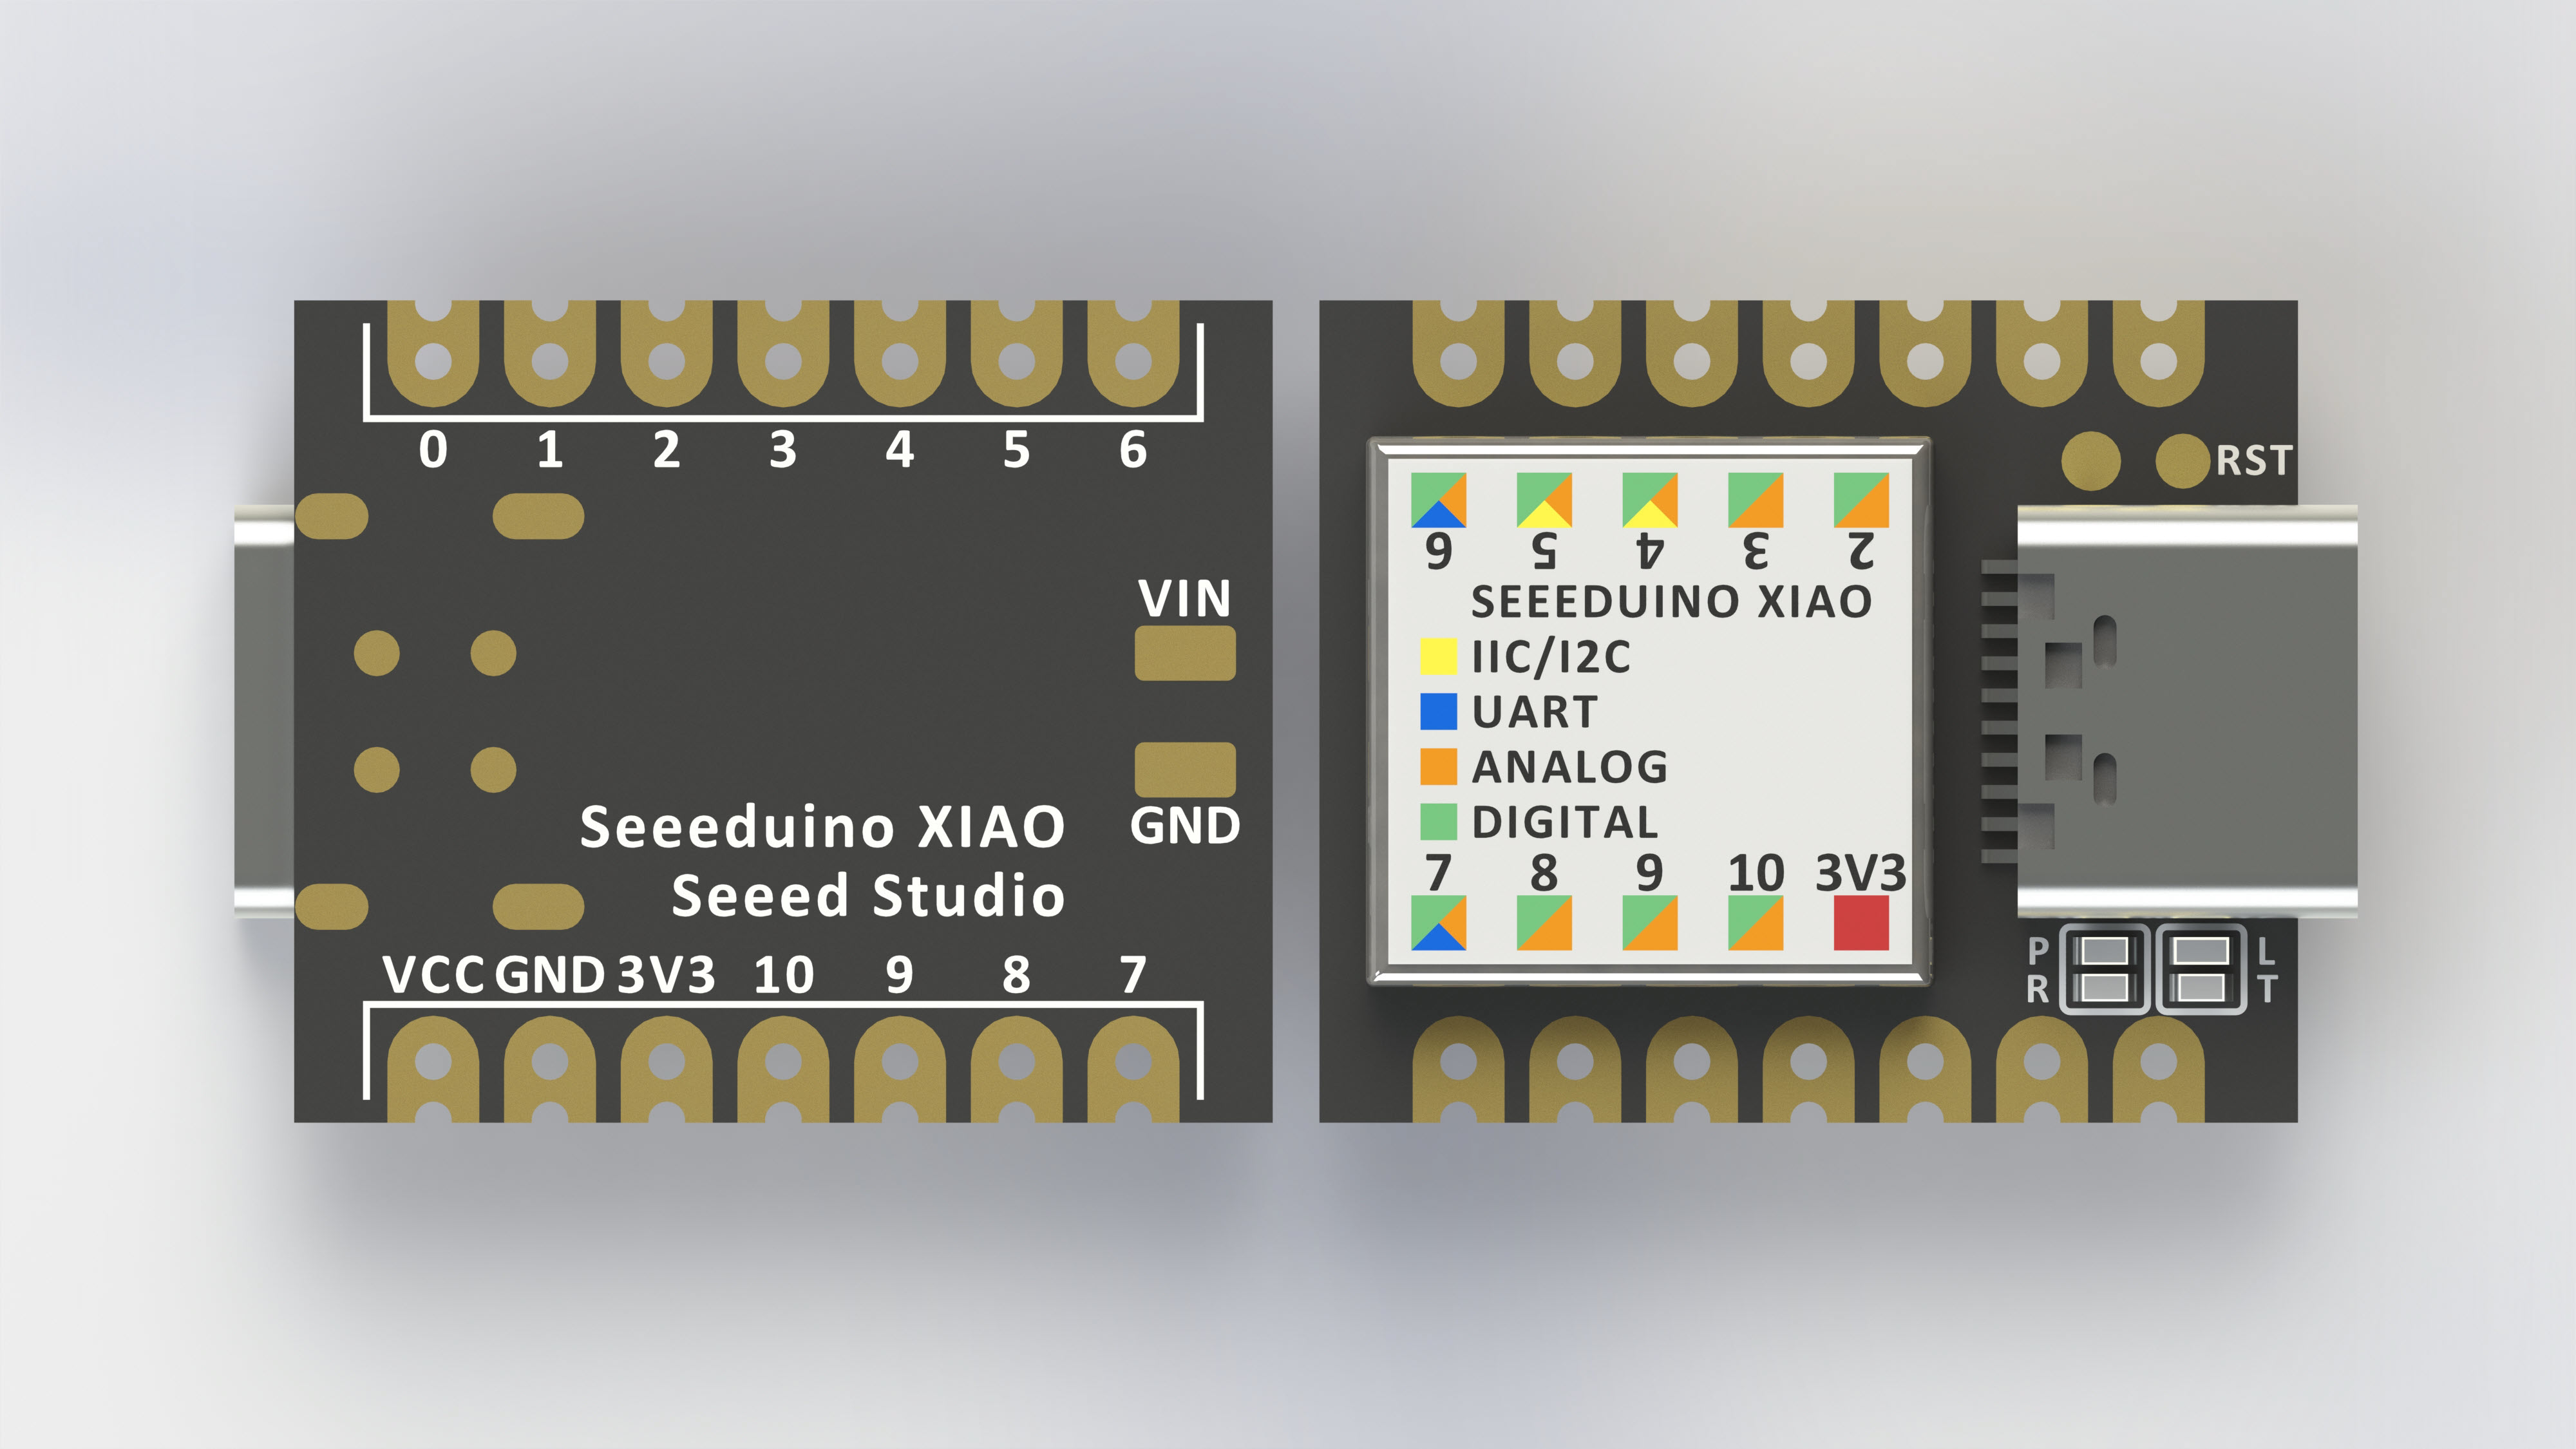 0 1 2 3 4 5 6
VIN
GND
Seeeduino XIAO
Seeed Studio
VCC GND 3V3 10 9 8 7
RST
6 5 4 3 2
SEEEDUINO XIAO
IIC/I2C
UART
ANALOG
DIGITAL
7 8 9 10 3V3
P L
R T